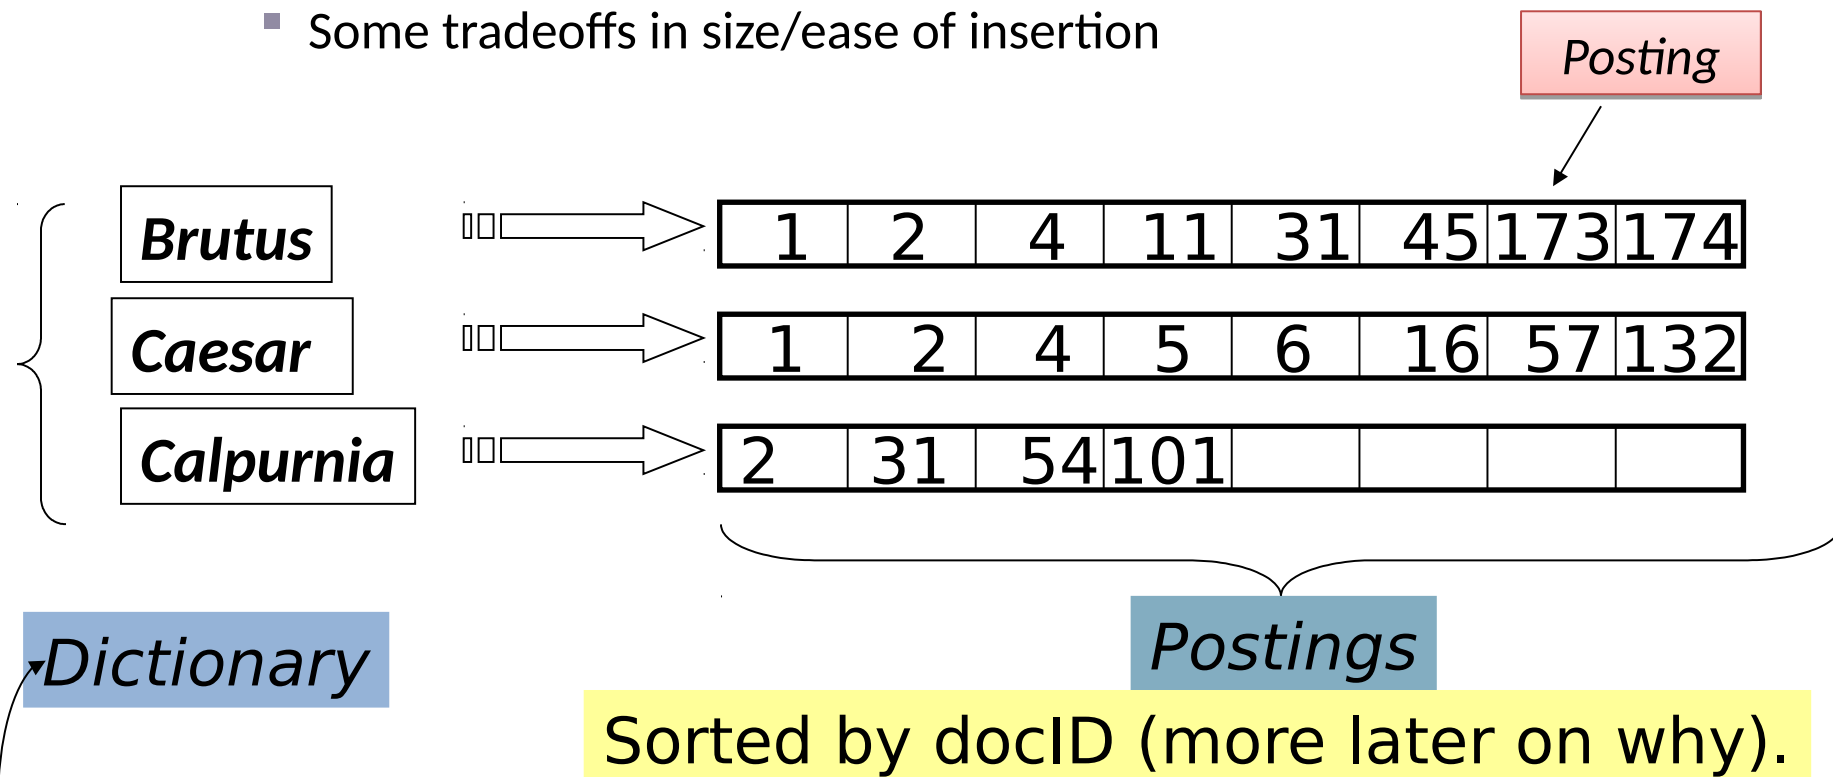 Some tradeoffs in size/ease of insertion
Posting
Brutus 1 2 4 11 31 45 173 174
Caesar 1 2 4 5 6 16 57 132
Calpurnia 2 31 54 101
Dictionary
Postings
Sorted by docID (more later on why).